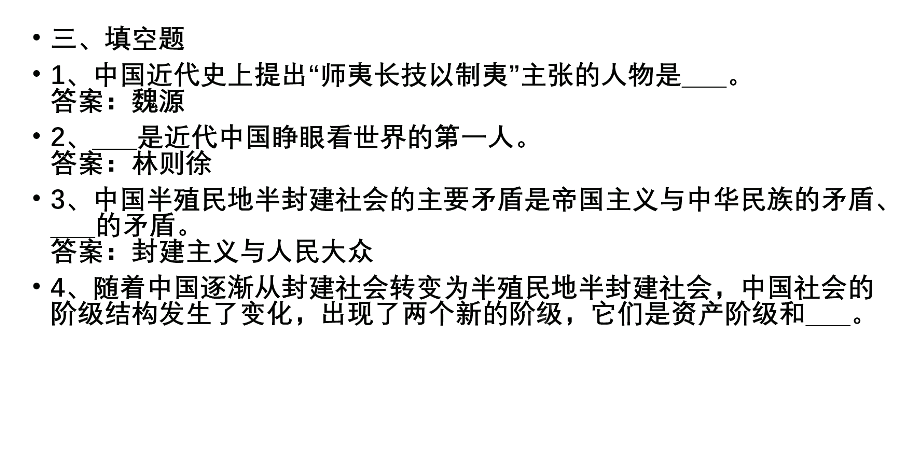 • 三、填空题
• 1、中国近代史上提出“师夷长技以制夷”主张的人物是___。
答案：魏源
• 2、___是近代中国睁眼看世界的第一人。
答案：林则徐
• 3、中国半殖民地半封建社会的主要矛盾是帝国主义与中华民族的矛盾、
___的矛盾。
答案：封建主义与人民大众
• 4、随着中国逐渐从封建社会转变为半殖民地半封建社会，中国社会的
阶级结构发生了变化，出现了两个新的阶级，它们是资产阶级和___。